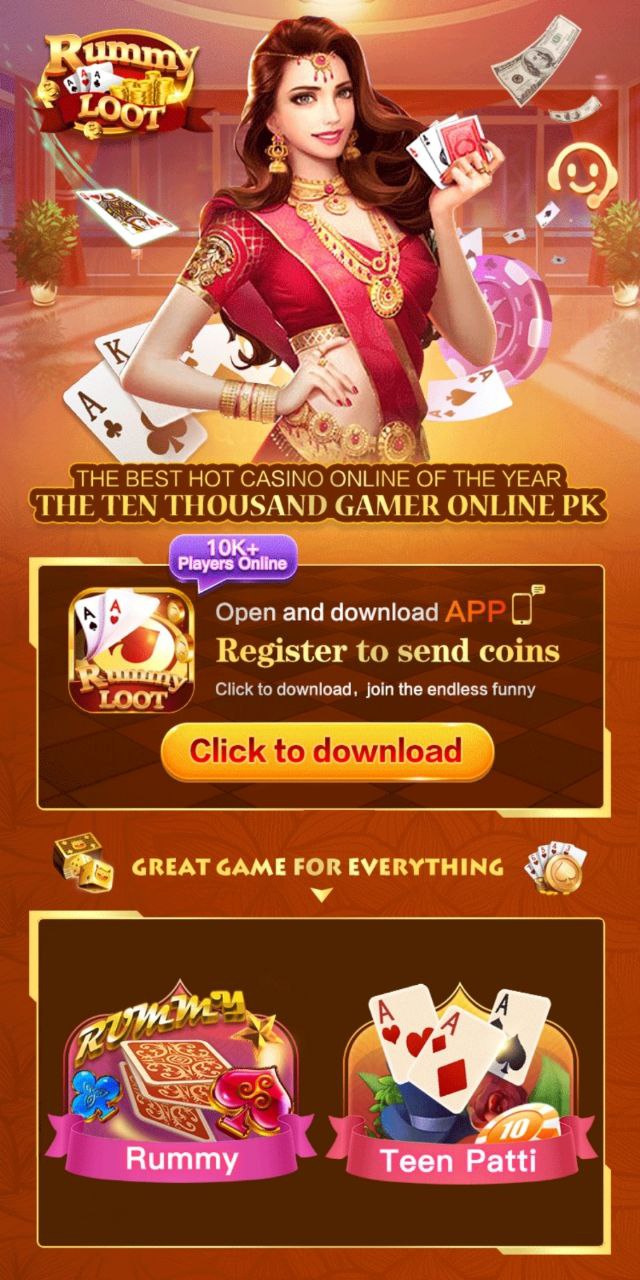 Rummy
LOOT
THE BEST HOT CASINO ONLINE OF THE YEAR
THE TEN THOUSAND GAMER ONLINE PK
10K+
Players Online
Open and download APP
Register to send coins
Click to download, join the endless funny
Rummy
LOOT
Click to download
GREAT GAME FOR EVERYTHING
RUMMY
Rummy
A
A
A
10
Teen Patti